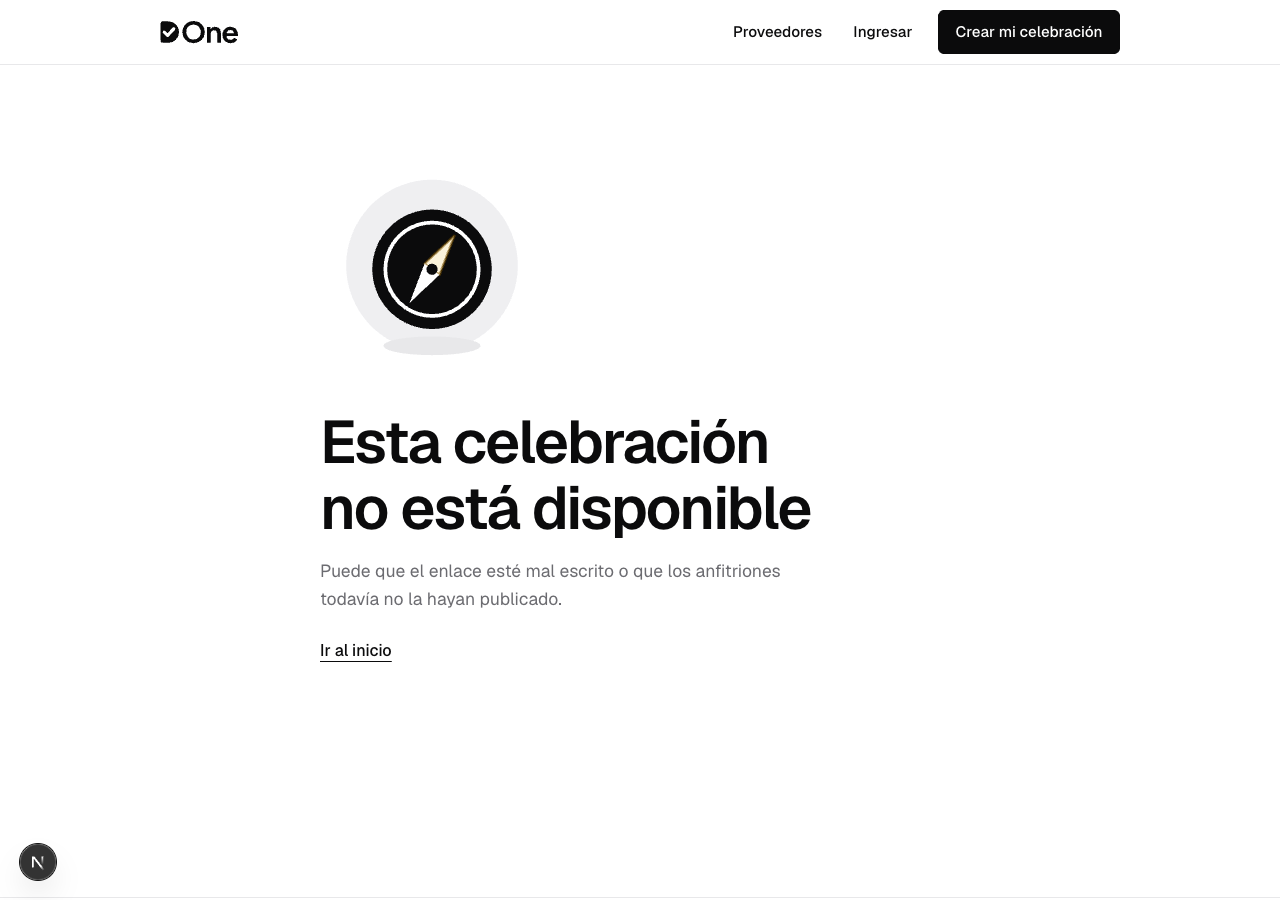 DOne
Proveedores
Ingresar
Crear mi celebración
Esta celebración
no está disponible
Puede que el enlace esté mal escrito o que los anfitriones
todavía no la hayan publicado.
Ir al inicio
N